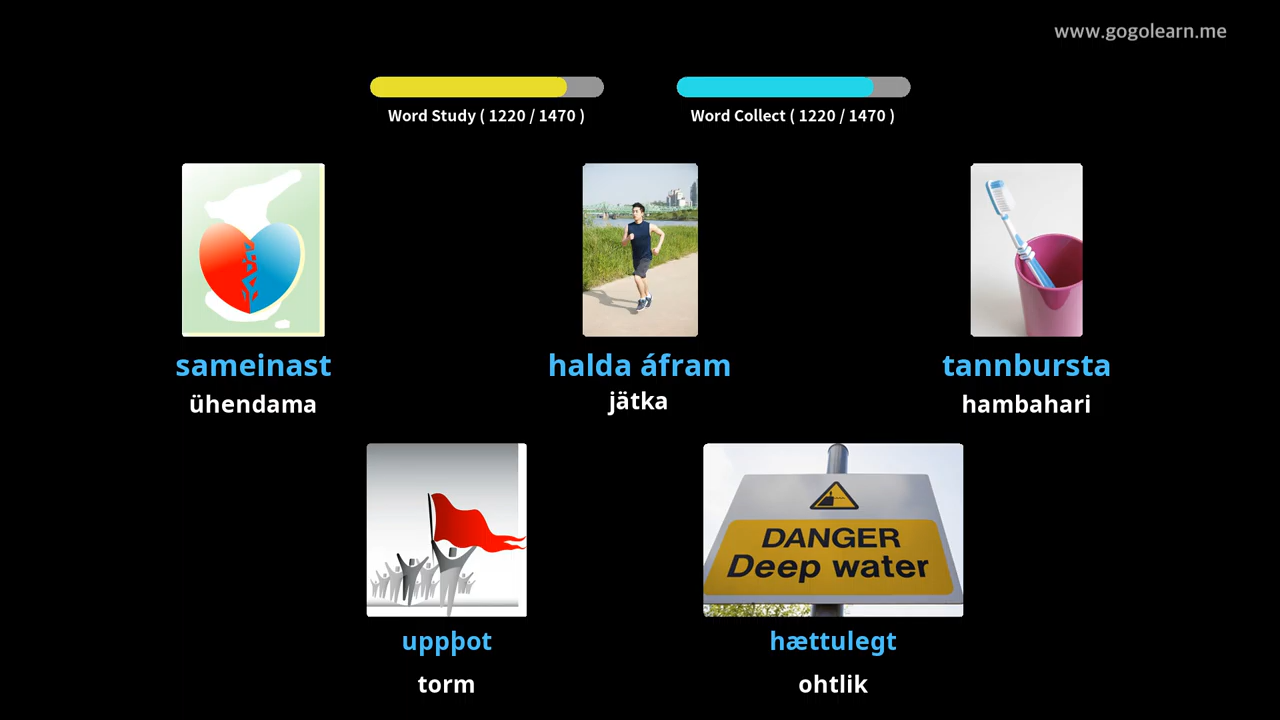 www.gogolearn.me
Word Study ( 1220 / 1470 )
Word Collect ( 1220 / 1470 )
sameinast
halda áfram
tannbursta
ühendama
jätka
hambahari
DANGER
Deep water
uppþot
hættulegt
torm
ohtlik